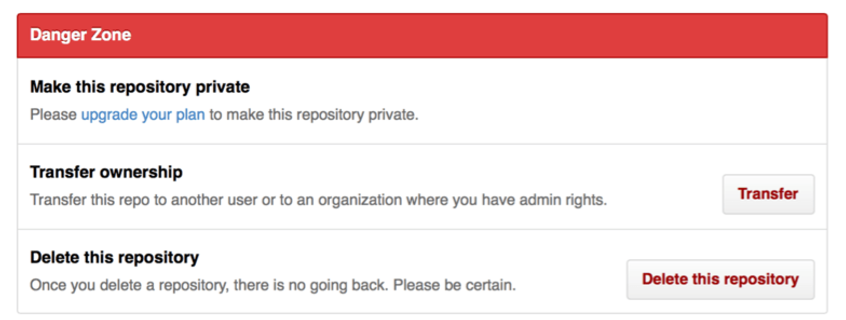 Danger Zone
Make this repository private
Please upgrade your plan to make this repository private.
Transfer ownership
Transfer this repo to another user or to an organization where you have admin rights.
Transfer
Delete this repository
Once you delete a repository, there is no going back. Please be certain.
Delete this repository